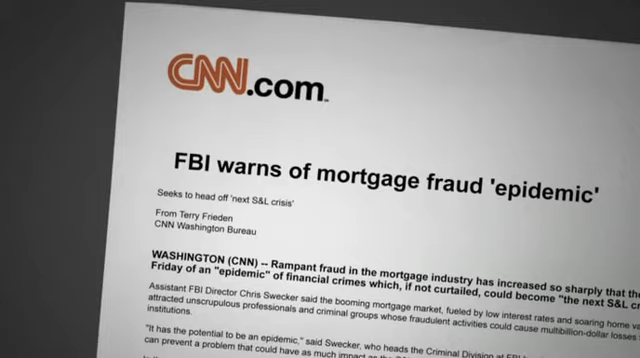 CNN.com
FBI warns of mortgage fraud 'epidemic'
Seeks to head off 'next S&L crisis'
From Terry Frieden
CNN Washington Bureau
WASHINGTON (CNN) -- Rampant fraud in the mortgage industry has increased so sharply that the
Friday of an "epidemic" of financial crimes which, if not curtailed, could become "the next S&L cr
Assistant FBI Director Chris Swecker said the booming mortgage market, fueled by low interest rates and soaring home va
attracted unscrupulous professionals and criminal groups whose fraudulent activities could cause multibillion-dollar losses
institutions.
"It has the potential to be an epidemic," said Swecker, who heads the Criminal Division at FBI
can prevent a problem that could have as much impact